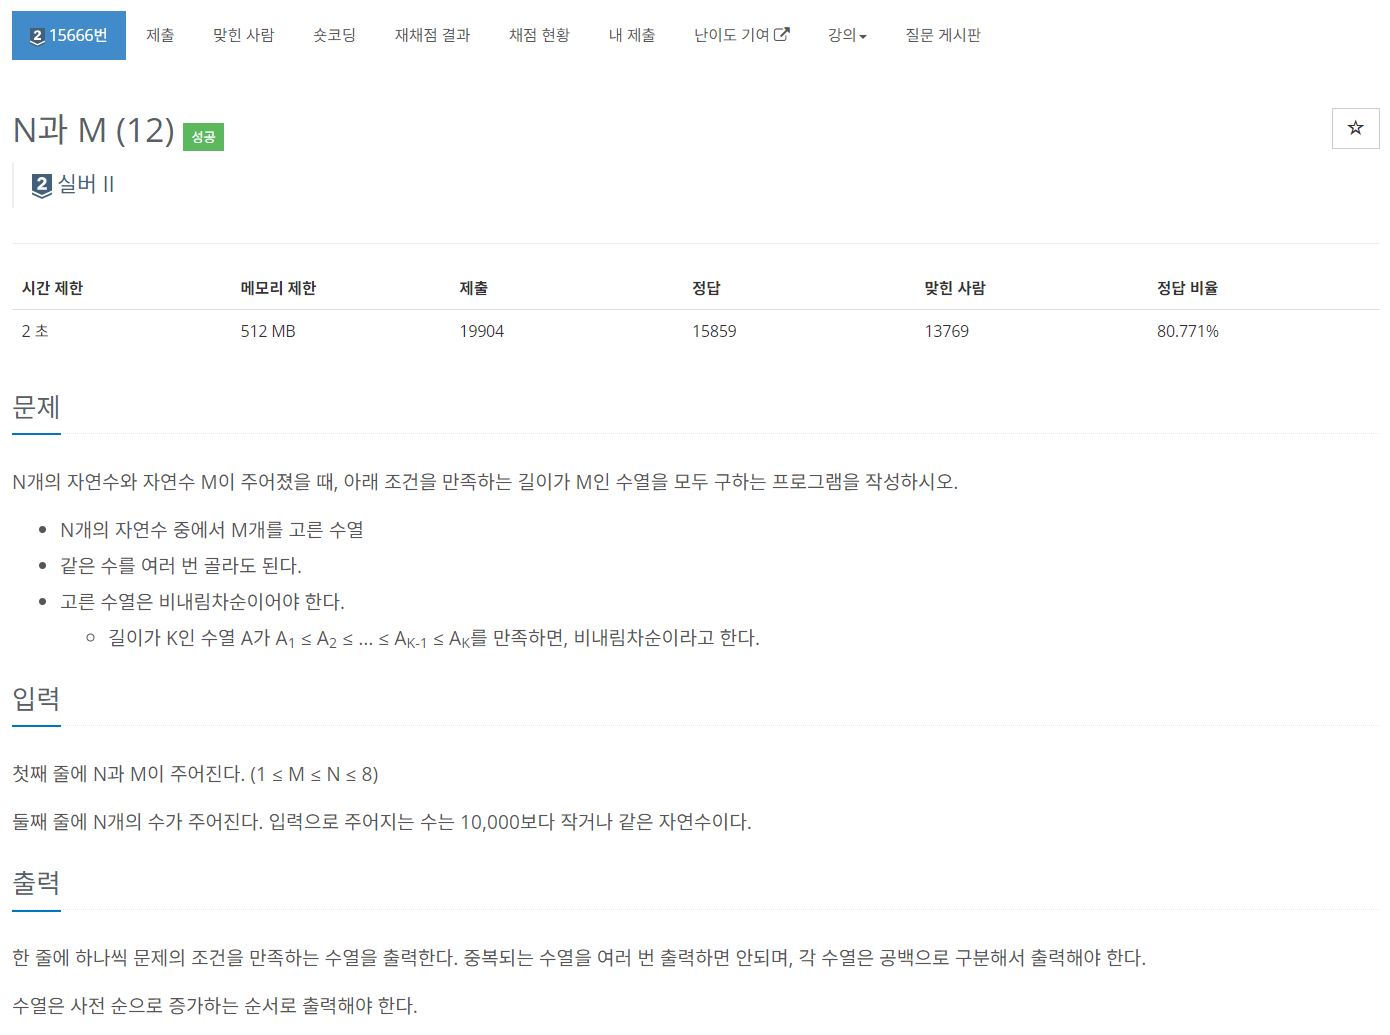 2 15666번 제출 맞힌 사람 숏코딩 재채점 결과 채점 현황 내 제출 난이도 기여 강의 질문 게시판
N과 M (12) 성공
2 실버 II
시간 제한 메모리 제한 제출 정답 맞힌 사람 정답 비율
2 초 512 MB 19904 15859 13769 80.771%
문제
N개의 자연수와 자연수 M이 주어졌을 때, 아래 조건을 만족하는 길이가 M인 수열을 모두 구하는 프로그램을 작성하시오.
• N개의 자연수 중에서 M개를 고른 수열
• 같은 수를 여러 번 골라도 된다.
• 고른 수열은 비내림차순이어야 한다.
◦ 길이가 K인 수열 A가 A₁ ≤ A₂ ≤ ... ≤ A_K-1 ≤ A_K를 만족하면, 비내림차순이라고 한다.
입력
첫째 줄에 N과 M이 주어진다. (1 ≤ M ≤ N ≤ 8)
둘째 줄에 N개의 수가 주어진다. 입력으로 주어지는 수는 10,000보다 작거나 같은 자연수이다.
출력
한 줄에 하나씩 문제의 조건을 만족하는 수열을 출력한다. 중복되는 수열을 여러 번 출력하면 안되며, 각 수열은 공백으로 구분해서 출력해야 한다.
수열은 사전 순으로 증가하는 순서로 출력해야 한다.